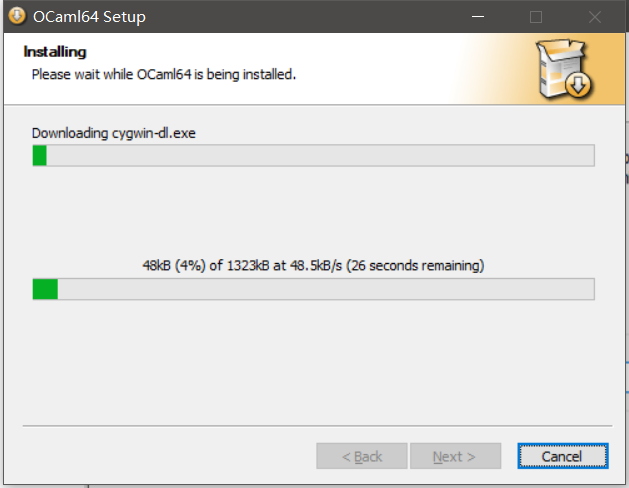 OCaml64 Setup
Installing
Please wait while OCaml64 is being installed.
Downloading cygwin-dl.exe
48kB (4%) of 1323kB at 48.5kB/s (26 seconds remaining)
< Back
Next >
Cancel